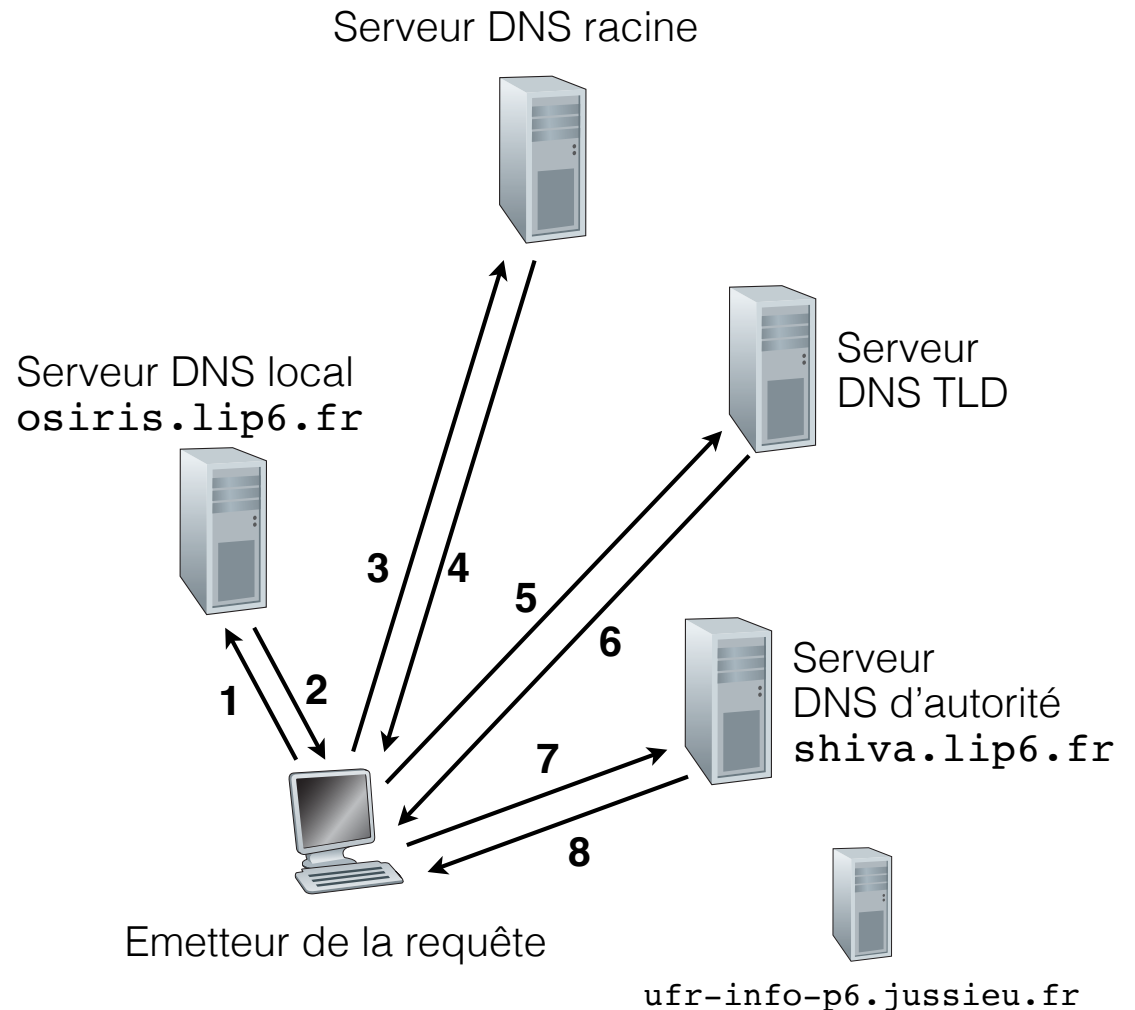 Serveur DNS racine
Serveur
DNS TLD
Serveur DNS local
osiris.lip6.fr
3
4
5
6
1
2
Serveur
DNS d'autorité
shiva.lip6.fr
7
8
Emetteur de la requête
ufr-info-p6.jussieu.fr